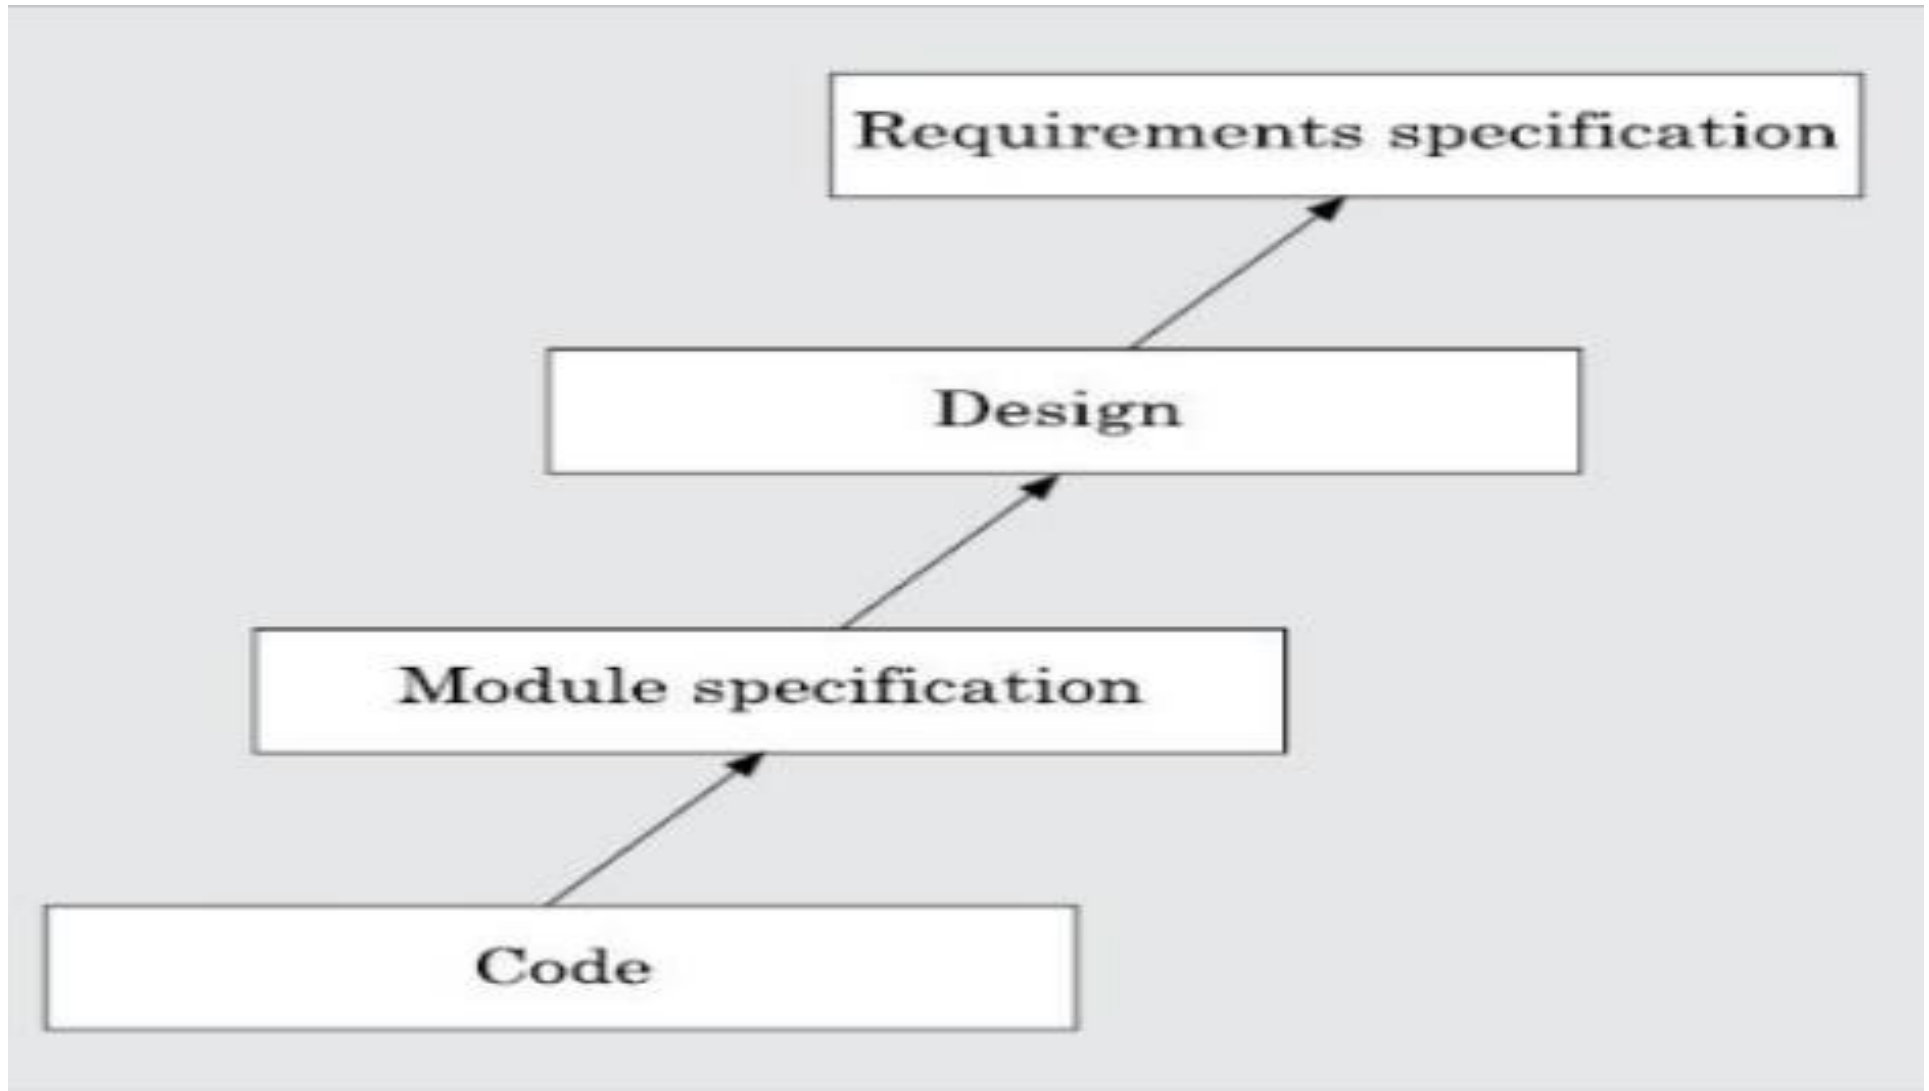 Requirements specification
Design
Module specification
Code